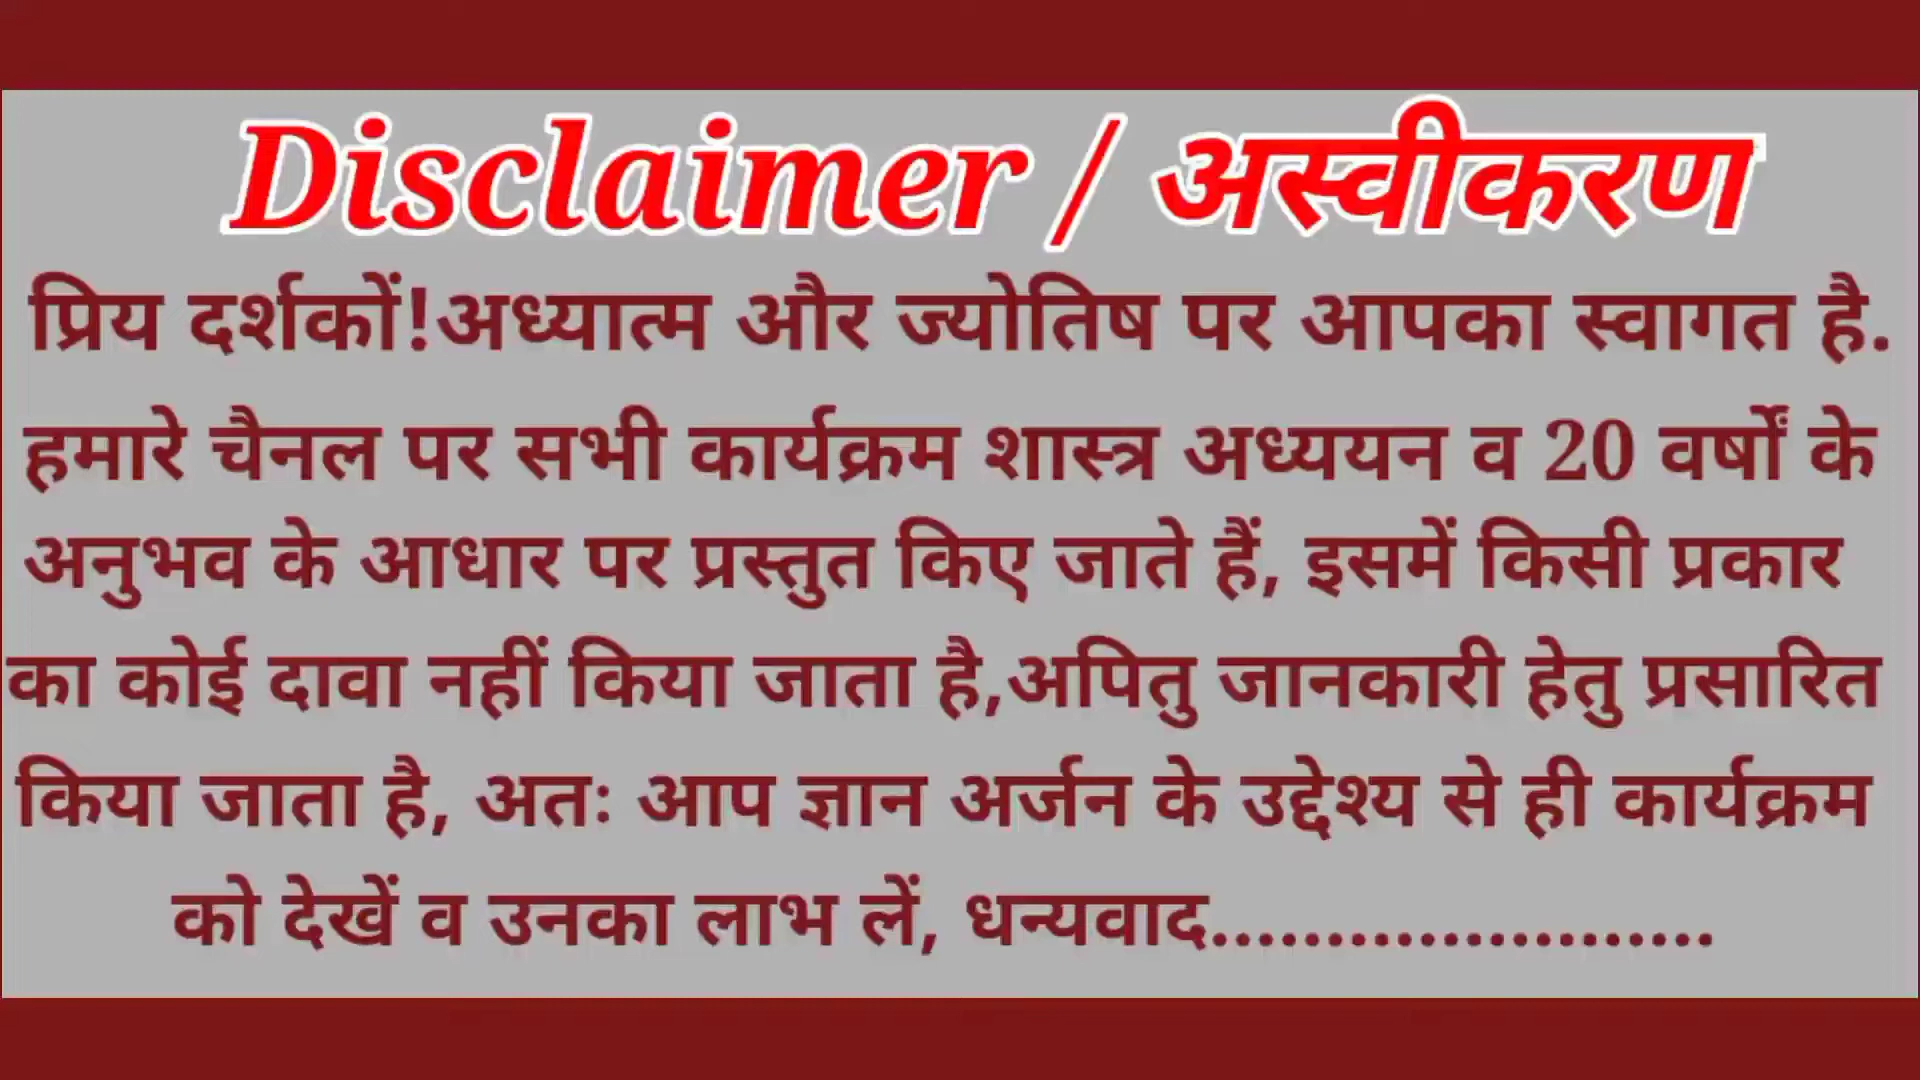 Disclaimer / अस्वीकरण
प्रिय दर्शकों!अध्यात्म और ज्योतिष पर आपका स्वागत है.
हमारे चैनल पर सभी कार्यक्रम शास्त्र अध्ययन व 20 वर्षों के
अनुभव के आधार पर प्रस्तुत किए जाते हैं, इसमें किसी प्रकार
का कोई दावा नहीं किया जाता है,अपितु जानकारी हेतु प्रसारित
किया जाता है, अतः आप ज्ञान अर्जन के उद्देश्य से ही कार्यक्रम
को देखें व उनका लाभ लें, धन्यवाद......................